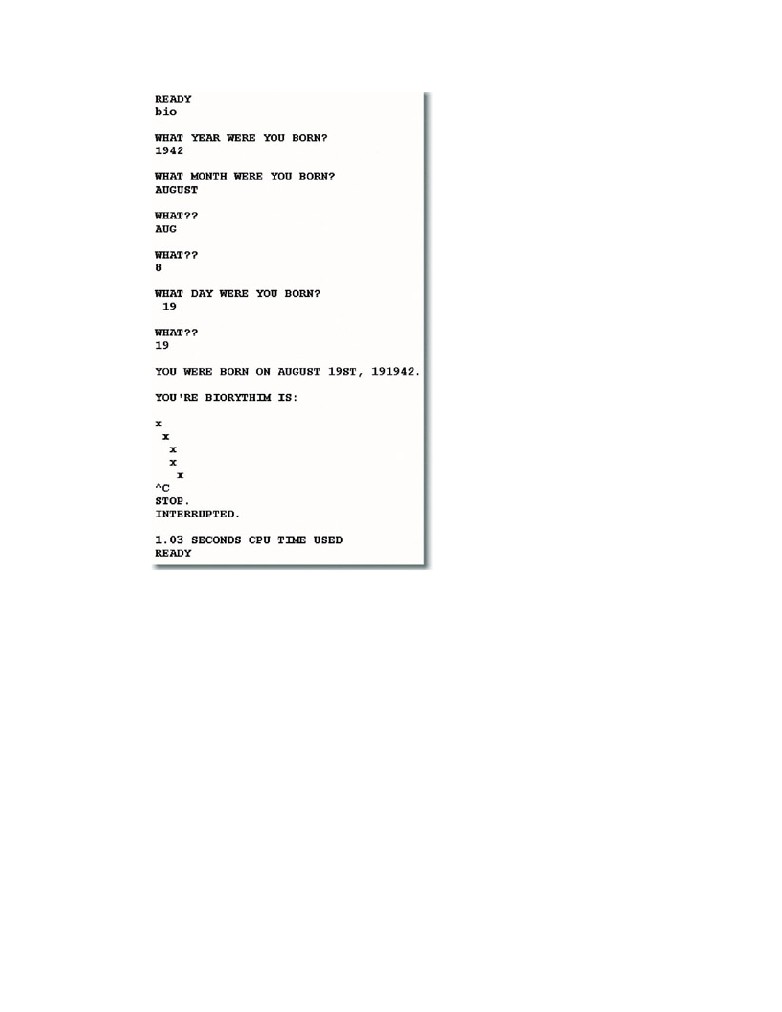 READY
bio
WHAT YEAR WERE YOU BORN?
1942
WHAT MONTH WERE YOU BORN?
AUGUST
WHAT??
AUG
WHAT??
8
WHAT DAY WERE YOU BORN?
19
WHAT??
19
YOU WERE BORN ON AUGUST 19ST, 191942.
YOU'RE BIORYTHIM IS:
x
x
x
x
x
^C
STOP.
INTERRUPTED.
1.03 SECONDS CPU TIME USED
READY